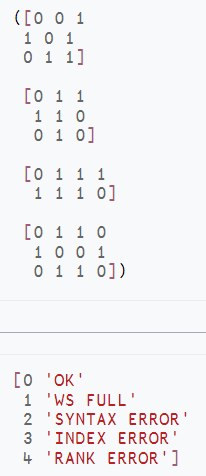 ([0 0 1
1 0 1
0 1 1]
[0 1 1
1 1 0
0 1 0]
[0 1 1 1
1 1 1 0]
[0 1 1 0
1 0 0 1
0 1 1 0])
[0 'OK'
1 'WS FULL'
2 'SYNTAX ERROR'
3 'INDEX ERROR'
4 'RANK ERROR']